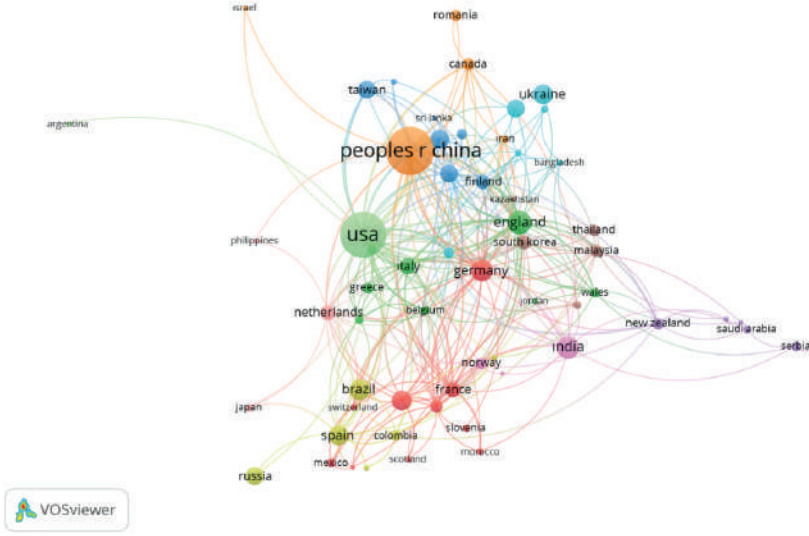 israel
romania
canada
taiwan
ukraine
sri lanka
argentina
iran
peoples r china
bangladesh
finland
kazakhstan
england
thailand
usa
philippines
south korea
malaysia
italy
germany
greece
wales
jordan
netherlands
belgium
new zealand
saudi arabia
india
serbia
norway
brazil
france
japan
switzerland
slovenia
spain
colombia
morocco
scotland
mexico
russia
VOSviewer